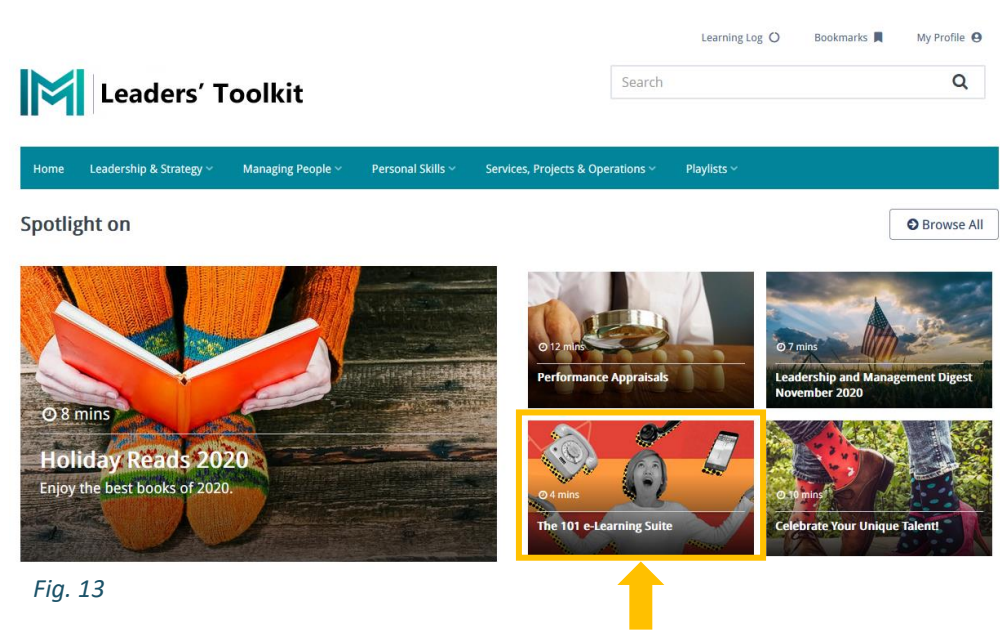 Learning Log
Bookmarks
My Profile
Leaders' Toolkit
Search
Home
Leadership & Strategy
Managing People
Personal Skills
Services, Projects & Operations
Playlists
Spotlight on
Browse All
8 mins
Holiday Reads 2020
Enjoy the best books of 2020.
12 mins
Performance Appraisals
7 mins
Leadership and Management Digest
November 2020
4 mins
The 101 e-Learning Suite
10 mins
Celebrate Your Unique Talent!
Fig. 13